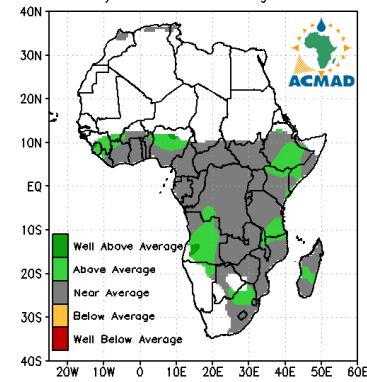 40N
30N
20N
10N
EQ
10S
20S
30S
40S
ACMAD
Well Above Average
Above Average
Near Average
Below Average
Well Below Average
20W 10W 0 10E 20E 30E 40E 50E 60E